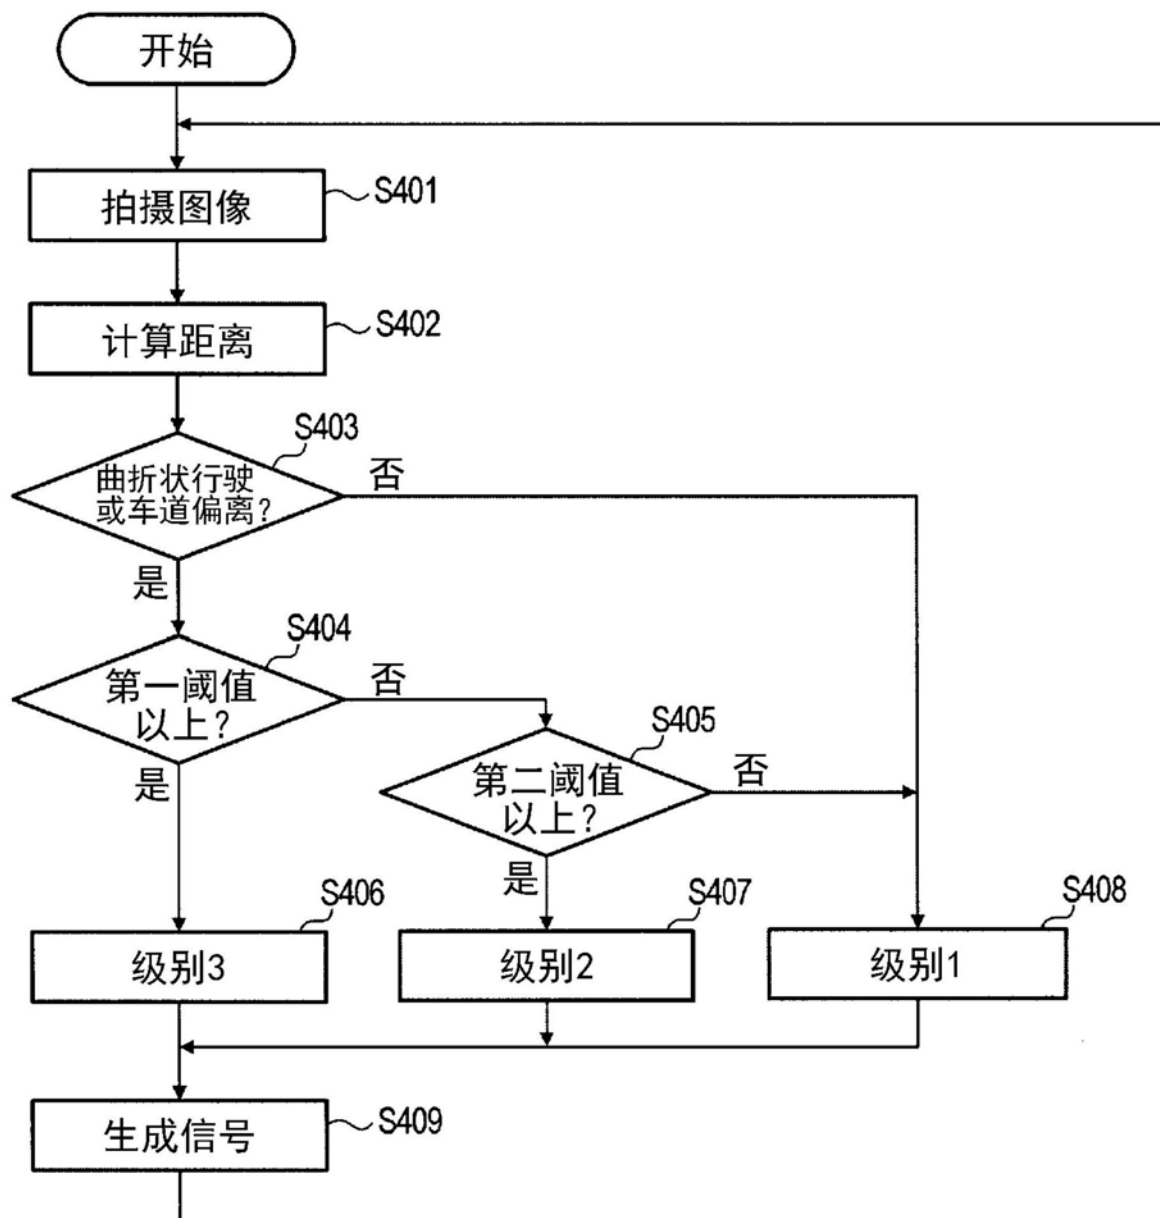 开始
拍摄图像
S401
计算距离
S402
S403
曲折状行驶
或车道偏离？
否
是
S404
第一阈值
以上？
否
是
S405
第二阈值
以上？
否
是
S406
级别3
S407
级别2
S408
级别1
生成信号
S409